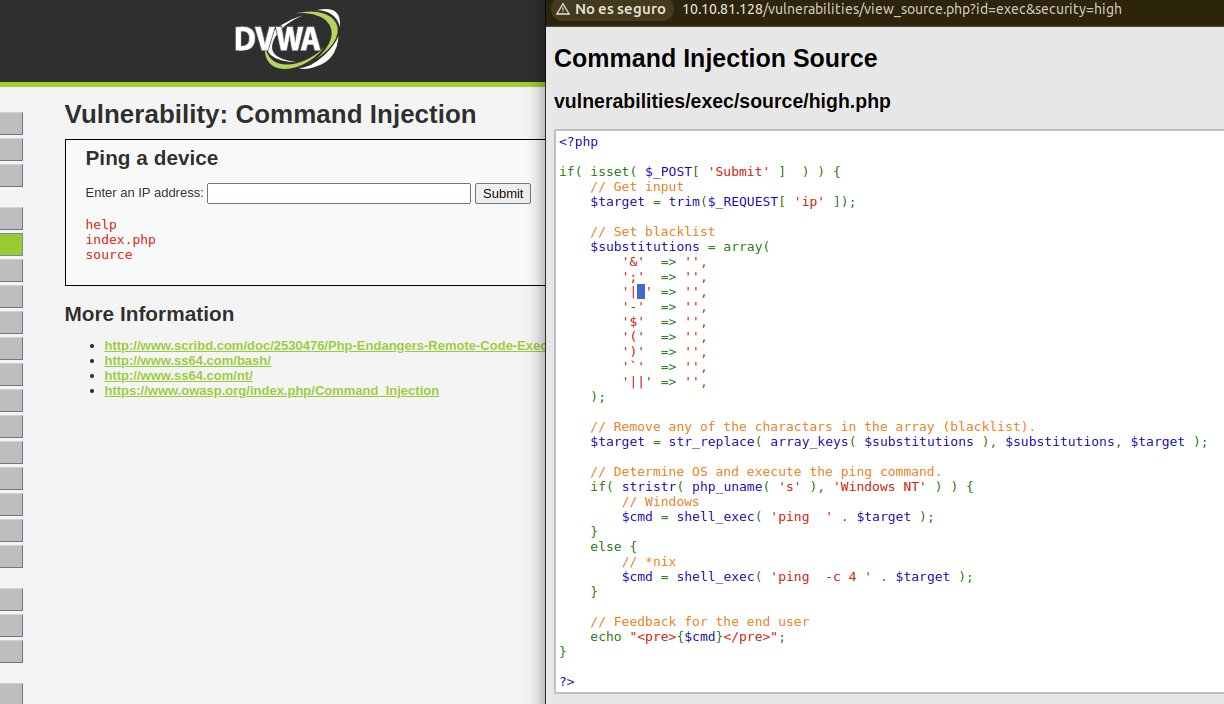 DVWA
Vulnerability: Command Injection
Ping a device
Enter an IP address:
Submit
help
index.php
source
More Information
http://www.scribd.com/doc/2530476/Php-Endangers-Remote-Code-Exec
http://www.ss64.com/bash/
http://www.ss64.com/nt/
https://www.owasp.org/index.php/Command_Injection
No es seguro 10.10.81.128/vulnerabilities/view_source.php?id=exec&security=high
Command Injection Source
vulnerabilities/exec/source/high.php
<?php
if( isset( $_POST[ 'Submit' ]  ) ) {
    // Get input
    $target = trim($_REQUEST[ 'ip' ]);
    // Set blacklist
    $substitutions = array(
        '&'  => '',
        ';'  => '',
        '| ' => '',
        '-'  => '',
        '$'  => '',
        '('  => '',
        ')'  => '',
        '`'  => '',
        '||' => '',
    );
    // Remove any of the charactars in the array (blacklist).
    $target = str_replace( array_keys( $substitutions ), $substitutions, $target );
    // Determine OS and execute the ping command.
    if( stristr( php_uname( 's' ), 'Windows NT' ) ) {
        // Windows
        $cmd = shell_exec( 'ping  ' . $target );
    }
    else {
        // *nix
        $cmd = shell_exec( 'ping  -c 4 ' . $target );
    }
    // Feedback for the end user
    echo "<pre>{$cmd}</pre>";
}
?>